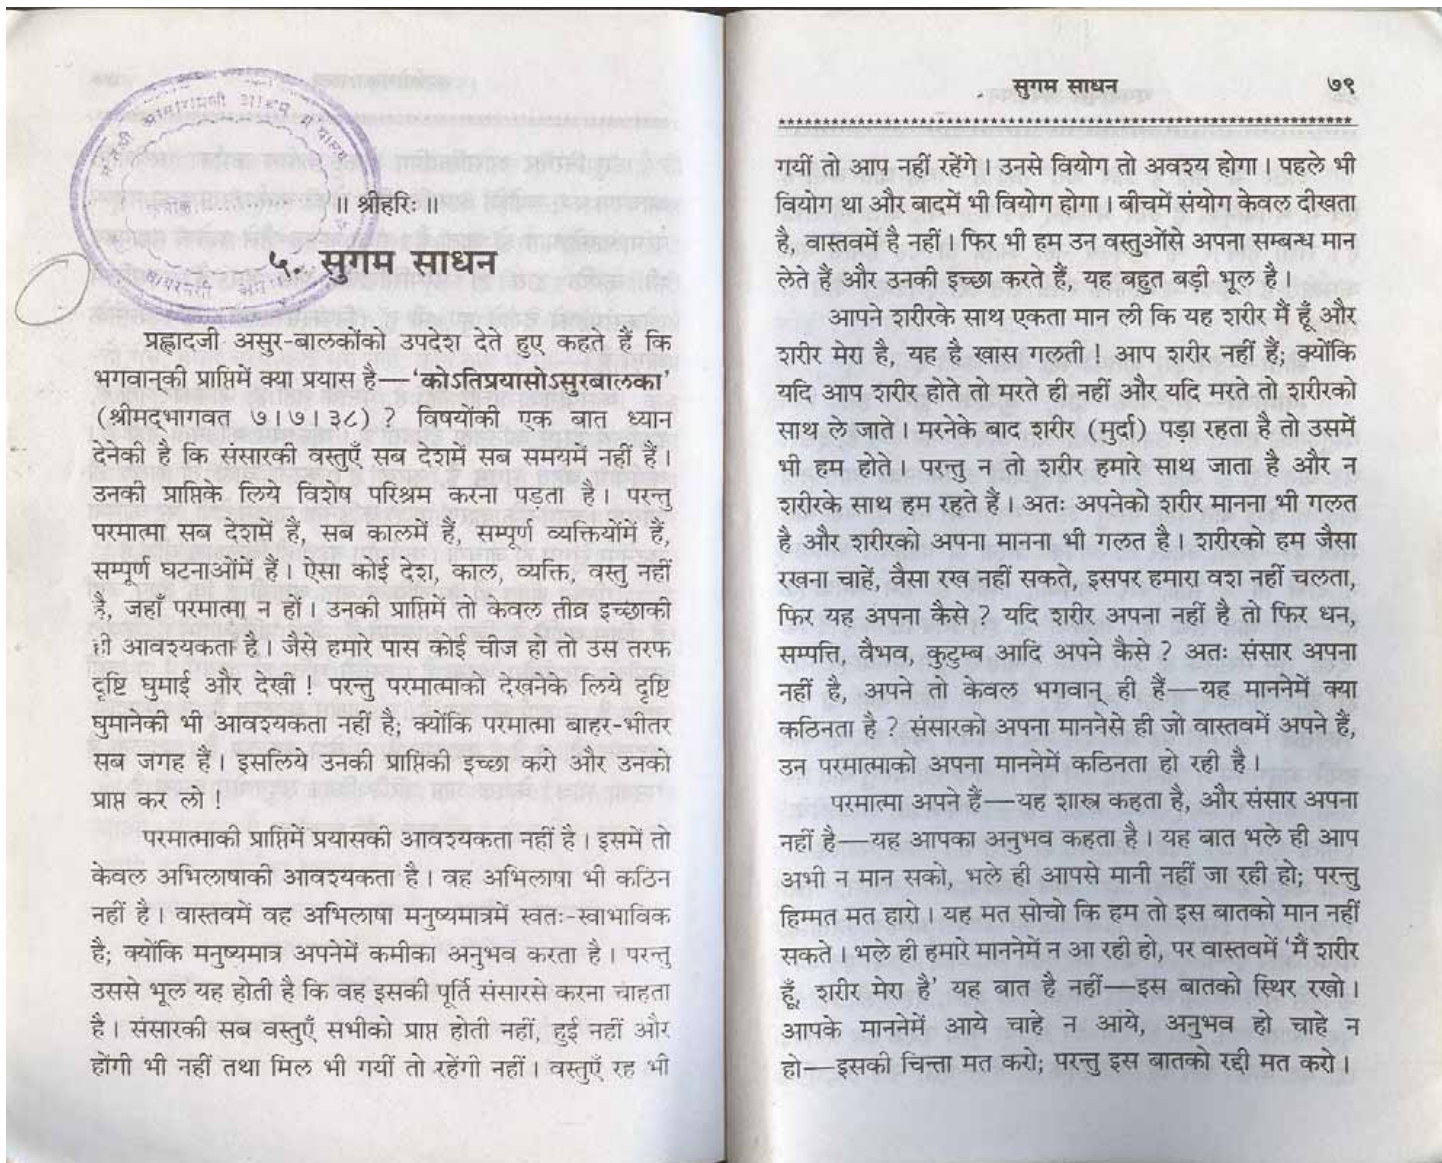 ॥ श्रीहरिः ॥
५. सुगम साधन
प्रह्लादजी असुर-बालकोंको उपदेश देते हुए कहते हैं कि
भगवान्‌की प्राप्तिमें क्या प्रयास है—‘कोऽतिप्रयासोऽसुरबालका’
(श्रीमद्भागवत ७।७।३८) ? विषयोंकी एक बात ध्यान
देनेकी है कि संसारकी वस्तुएँ सब देशमें सब समयमें नहीं हैं।
उनकी प्राप्तिके लिये विशेष परिश्रम करना पड़ता है। परन्तु
परमात्मा सब देशमें हैं, सब कालमें हैं, सम्पूर्ण व्यक्तियोंमें हैं,
सम्पूर्ण घटनाओंमें हैं। ऐसा कोई देश, काल, व्यक्ति, वस्तु नहीं
है, जहाँ परमात्मा न हों। उनकी प्राप्तिमें तो केवल तीव्र इच्छाकी
ही आवश्यकता है। जैसे हमारे पास कोई चीज हो तो उस तरफ
दृष्टि घुमाई और देखी ! परन्तु परमात्माको देखनेके लिये दृष्टि
घुमानेकी भी आवश्यकता नहीं है; क्योंकि परमात्मा बाहर-भीतर
सब जगह हैं। इसलिये उनकी प्राप्तिकी इच्छा करो और उनको
प्राप्त कर लो !
परमात्माकी प्राप्तिमें प्रयासकी आवश्यकता नहीं है। इसमें तो
केवल अभिलाषाकी आवश्यकता है। वह अभिलाषा भी कठिन
नहीं है। वास्तवमें वह अभिलाषा मनुष्यमात्रमें स्वतः-स्वाभाविक
है; क्योंकि मनुष्यमात्र अपनेमें कमीका अनुभव करता है। परन्तु
उससे भूल यह होती है कि वह इसकी पूर्ति संसारसे करना चाहता
है। संसारकी सब वस्तुएँ सभीको प्राप्त होती नहीं, हुई नहीं और
होंगी भी नहीं तथा मिल भी गयीं तो रहेंगी नहीं। वस्तुएँ रह भी
सुगम साधन ७९
गयीं तो आप नहीं रहेंगे। उनसे वियोग तो अवश्य होगा। पहले भी
वियोग था और बादमें भी वियोग होगा। बीचमें संयोग केवल दीखता
है, वास्तवमें है नहीं। फिर भी हम उन वस्तुओंसे अपना सम्बन्ध मान
लेते हैं और उनकी इच्छा करते हैं, यह बहुत बड़ी भूल है।
आपने शरीरके साथ एकता मान ली कि यह शरीर मैं हूँ और
शरीर मेरा है, यह है खास गलती ! आप शरीर नहीं हैं; क्योंकि
यदि आप शरीर होते तो मरते ही नहीं और यदि मरते तो शरीरको
साथ ले जाते। मरनेके बाद शरीर (मुर्दा) पड़ा रहता है तो उसमें
भी हम होते। परन्तु न तो शरीर हमारे साथ जाता है और न
शरीरके साथ हम रहते हैं। अतः अपनेको शरीर मानना भी गलत
है और शरीरको अपना मानना भी गलत है। शरीरको हम जैसा
रखना चाहें, वैसा रख नहीं सकते, इसपर हमारा वश नहीं चलता,
फिर यह अपना कैसे ? यदि शरीर अपना नहीं है तो फिर धन,
सम्पत्ति, वैभव, कुटुम्ब आदि अपने कैसे ? अतः संसार अपना
नहीं है, अपने तो केवल भगवान् ही हैं—यह माननेमें क्या
कठिनता है ? संसारको अपना माननेसे ही जो वास्तवमें अपने हैं,
उन परमात्माको अपना माननेमें कठिनता हो रही है।
परमात्मा अपने हैं—यह शास्त्र कहता है, और संसार अपना
नहीं है—यह आपका अनुभव कहता है। यह बात भले ही आप
अभी न मान सको, भले ही आपसे मानी नहीं जा रही हो; परन्तु
हिम्मत मत हारो। यह मत सोचो कि हम तो इस बातको मान नहीं
सकते। भले ही हमारे माननेमें न आ रही हो, पर वास्तवमें ‘मैं शरीर
हूँ, शरीर मेरा है’ यह बात है नहीं—इस बातको स्थिर रखो।
आपके माननेमें आये चाहे न आये, अनुभव हो चाहे न
हो—इसकी चिन्ता मत करो; परन्तु इस बातको रद्दी मत करो।